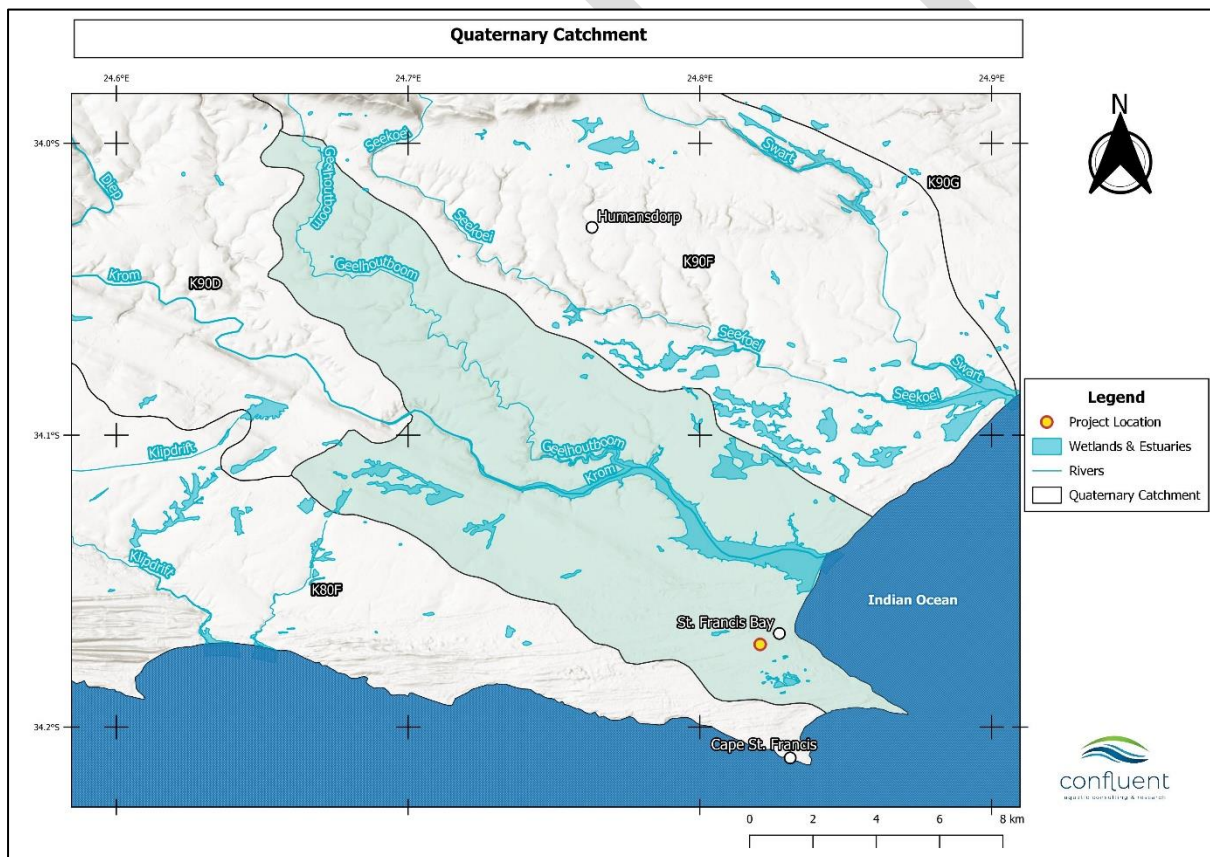 Quaternary Catchment
24.6°E
24.7°E
24.8°E
24.9°E
34.0°S
34.1°S
34.2°S
N
Diep
Geelhoutboom
Seekoei
Swart
K90G
Humansdorp
Seekoei
K90D
K90F
Krom
Geelhoutboom
Seekoei
Swart
Seekoei
Klipdrift
Geelhoutboom
Krom
Klipdrift
K80F
St. Francis Bay
Indian Ocean
Cape St. Francis
Legend
Project Location
Wetlands & Estuaries
Rivers
Quaternary Catchment
confluent
aquatic consulting & research
0 2 4 6 8 km